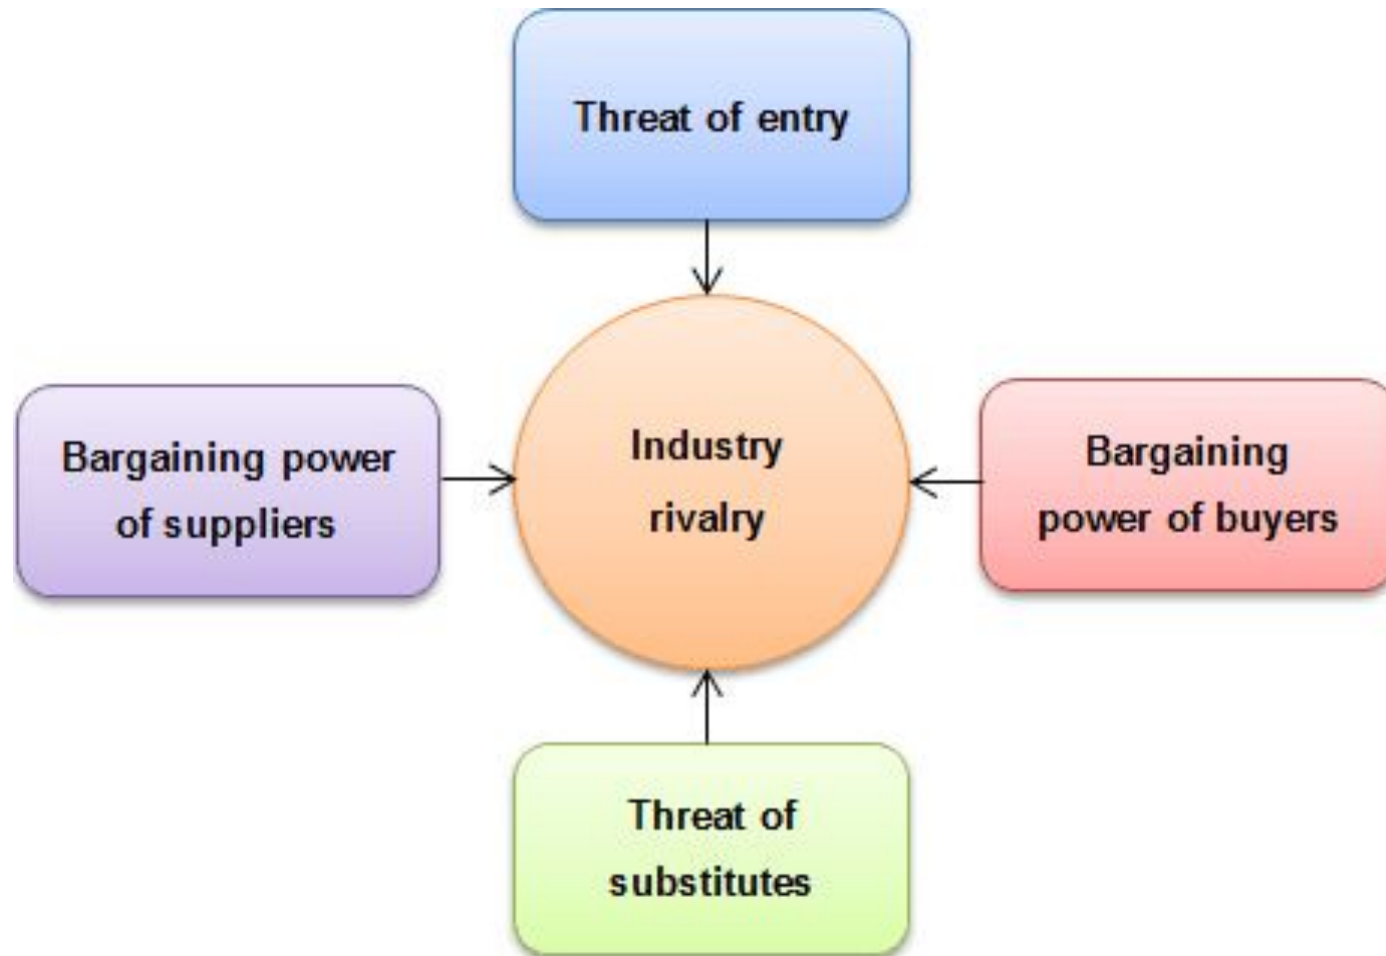 Threat of entry
Bargaining power
of suppliers
Industry
rivalry
Bargaining
power of buyers
Threat of
substitutes